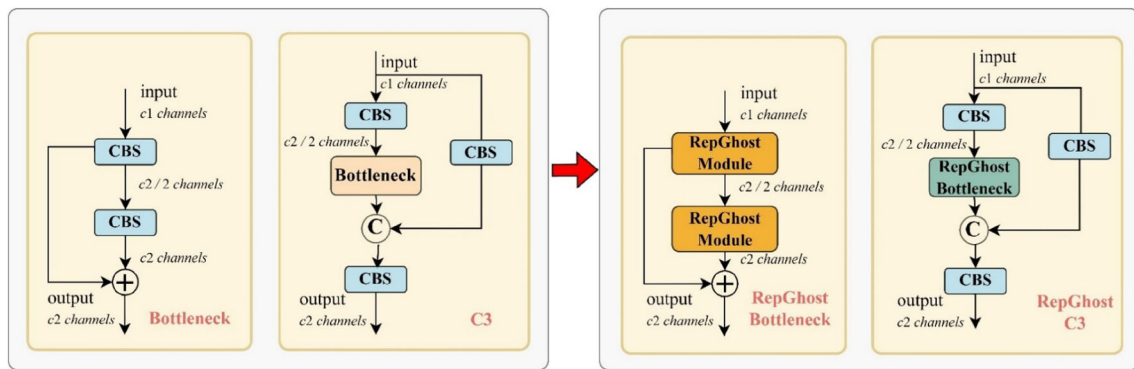 input
c1 channels
CBS
c2 / 2 channels
CBS
c2 channels
output
c2 channels
Bottleneck
input
c1 channels
CBS
CBS
c2 / 2 channels
Bottleneck
C
CBS
output
c2 channels
C3
input
c1 channels
RepGhost
Module
c2 / 2 channels
RepGhost
Module
c2 channels
output
c2 channels
RepGhost
Bottleneck
input
c1 channels
CBS
CBS
c2 / 2 channels
RepGhost
Bottleneck
C
CBS
output
c2 channels
RepGhost
C3